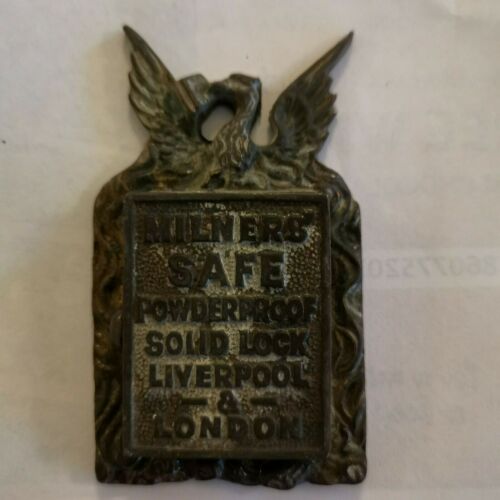 MILNERS'
SAFE
POWDERPROOF
SOLID LOCK
LIVERPOOL
— & —
LONDON